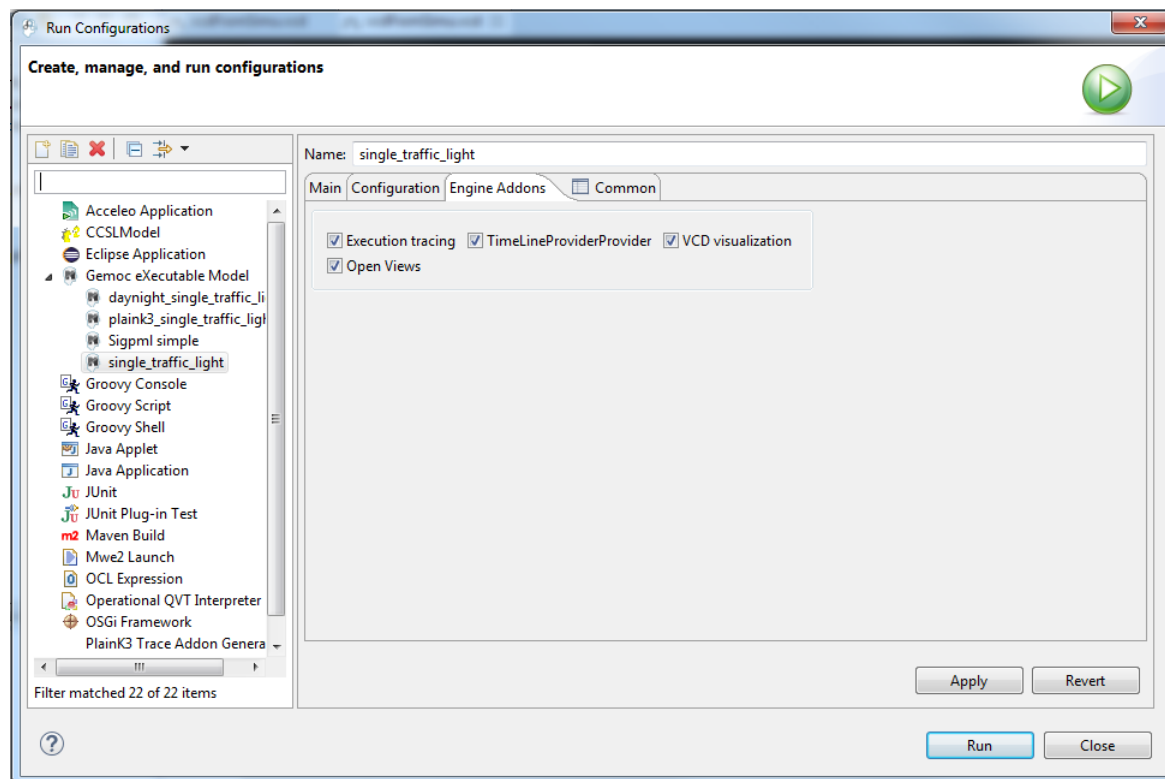 Run Configurations
Create, manage, and run configurations
Name: single_traffic_light
Main Configuration Engine Addons Common
Execution tracing TimeLineProviderProvider VCD visualization
Open Views
Acceleo Application
CCSLModel
Eclipse Application
Gemoc eXecutable Model
daynight_single_traffic_li
plaink3_single_traffic_ligh
Sigpml simple
single_traffic_light
Groovy Console
Groovy Script
Groovy Shell
Java Applet
Java Application
JUnit
JUnit Plug-in Test
m2 Maven Build
Mwe2 Launch
OCL Expression
Operational QVT Interpreter
OSGi Framework
PlainK3 Trace Addon Genera
Filter matched 22 of 22 items
Apply Revert
Run Close